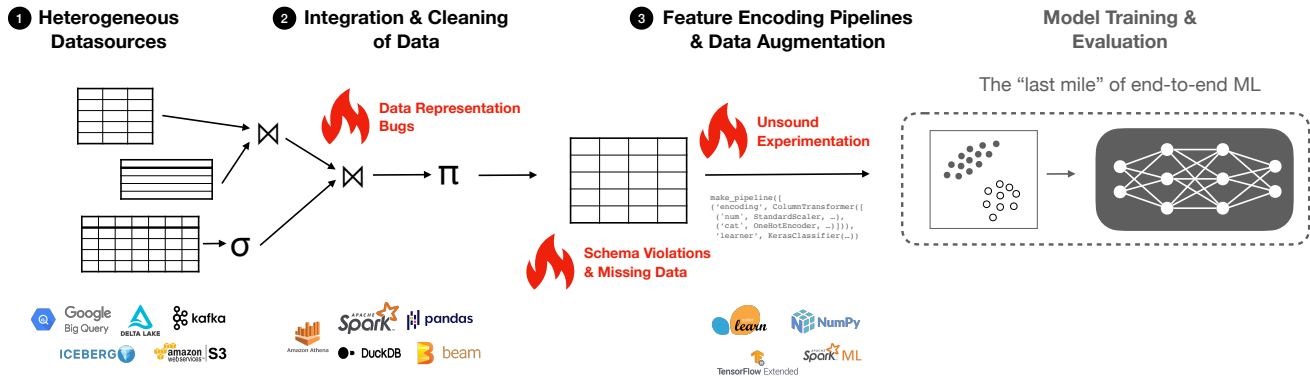 1 Heterogeneous
Datasources
2 Integration & Cleaning
of Data
3 Feature Encoding Pipelines
& Data Augmentation
Model Training &
Evaluation
The “last mile” of end-to-end ML
Data Representation
Bugs
Unsound
Experimentation
⋈
⋈
π
σ
make_pipeline([
('encoding', ColumnTransformer([
('num', StandardScaler, …),
('cat', OneHotEncoder, …)])),
'learner', KerasClassifier(…))
Schema Violations
& Missing Data
Google
Big Query
DELTA LAKE
kafka
ICEBERG
amazon
webservices
S3
Amazon Athena
APACHE
Spark
pandas
DuckDB
beam
learn
NumPy
TensorFlow Extended
APACHE
Spark ML